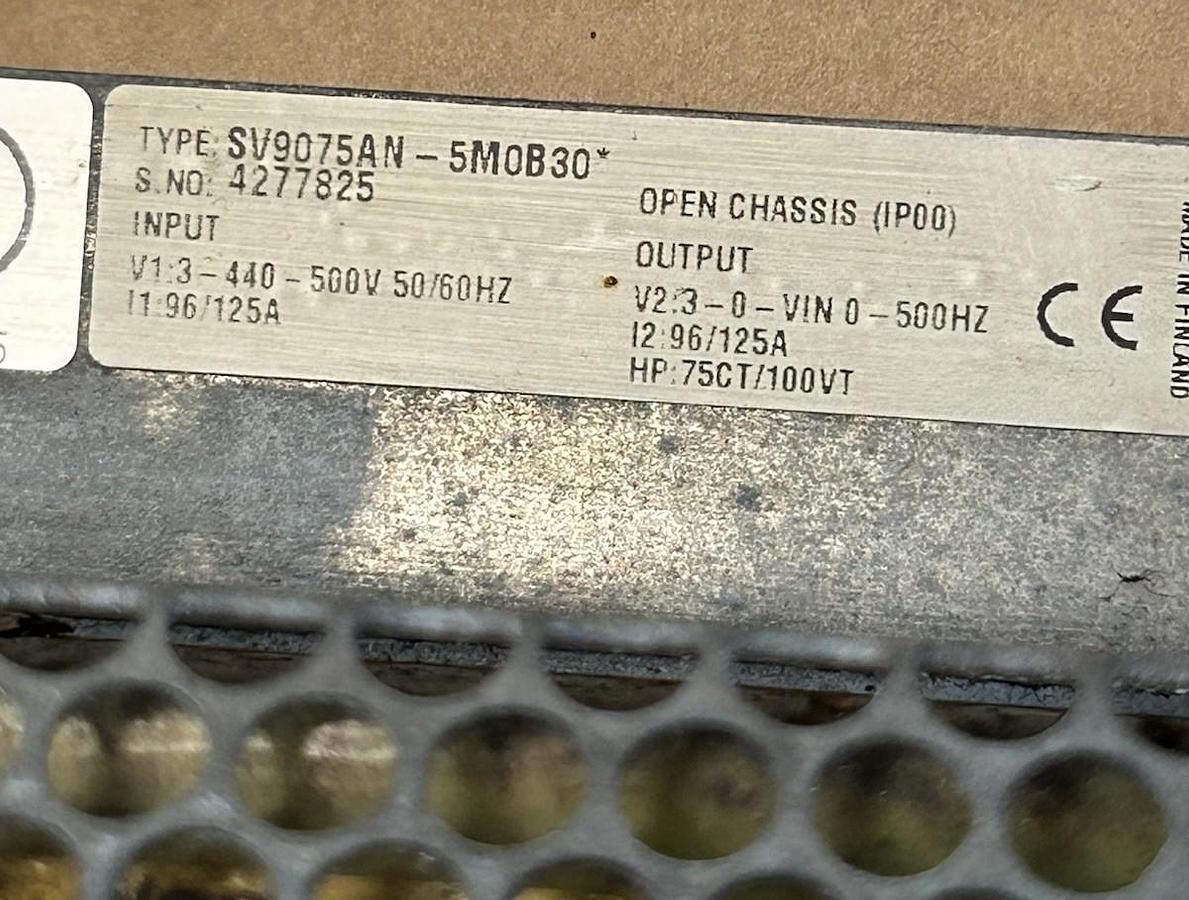 TYPE: SV9075AN – 5M0B30*
S.NO: 4277825
INPUT
V1:3 – 440 – 500V 50/60HZ
I1:96/125A
OPEN CHASSIS (IP00)
OUTPUT
V2:3 – 0 – VIN 0 – 500HZ
I2:96/125A
HP:75CT/100VT
CE
MADE IN FINLAND